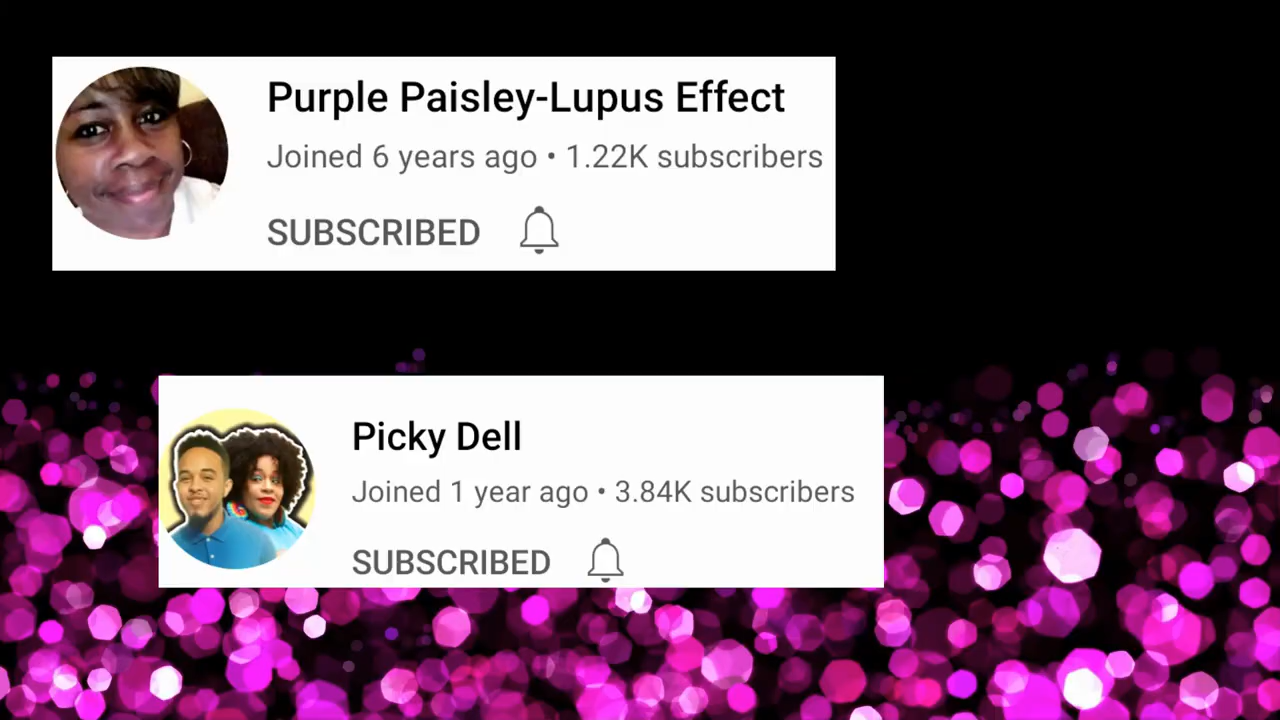 Purple Paisley-Lupus Effect
Joined 6 years ago • 1.22K subscribers
SUBSCRIBED
Picky Dell
Joined 1 year ago • 3.84K subscribers
SUBSCRIBED